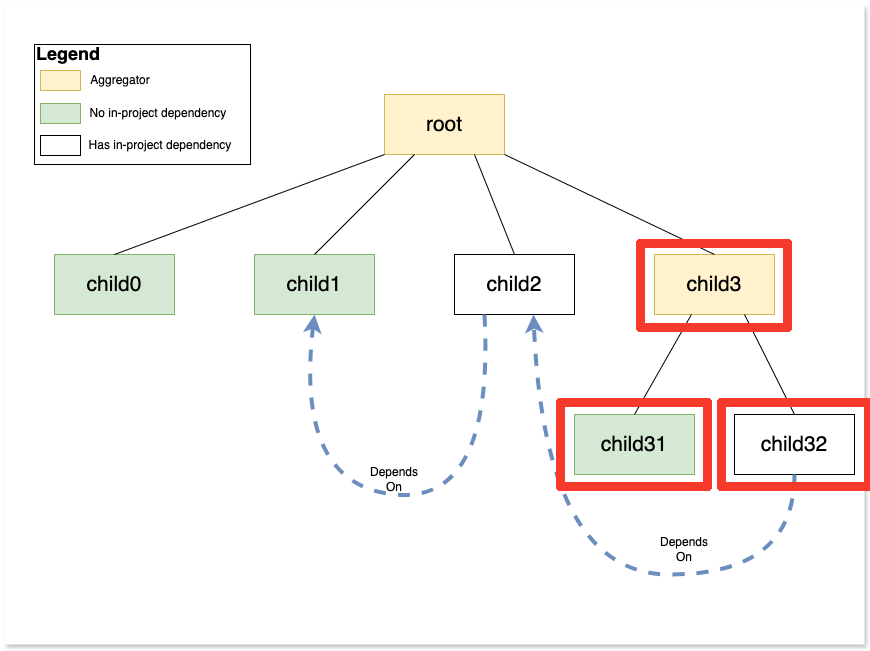 Legend
Aggregator
No in-project dependency
Has in-project dependency
root
child0
child1
child2
child3
child31
child32
Depends
On
Depends
On